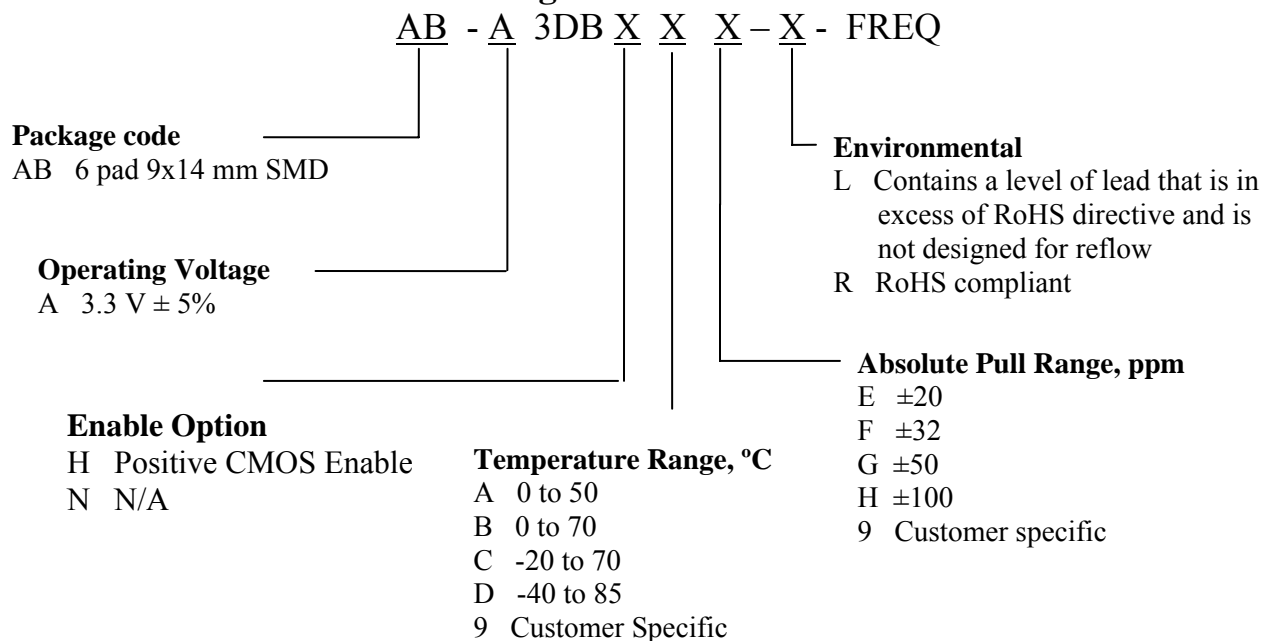 AB - A 3DB X X X – X - FREQ
Package code
AB 6 pad 9x14 mm SMD
Operating Voltage
A 3.3 V ± 5%
Enable Option
H Positive CMOS Enable
N N/A
Temperature Range, ºC
A 0 to 50
B 0 to 70
C -20 to 70
D -40 to 85
9 Customer Specific
Environmental
L Contains a level of lead that is in
excess of RoHS directive and is
not designed for reflow
R RoHS compliant
Absolute Pull Range, ppm
E ±20
F ±32
G ±50
H ±100
9 Customer specific